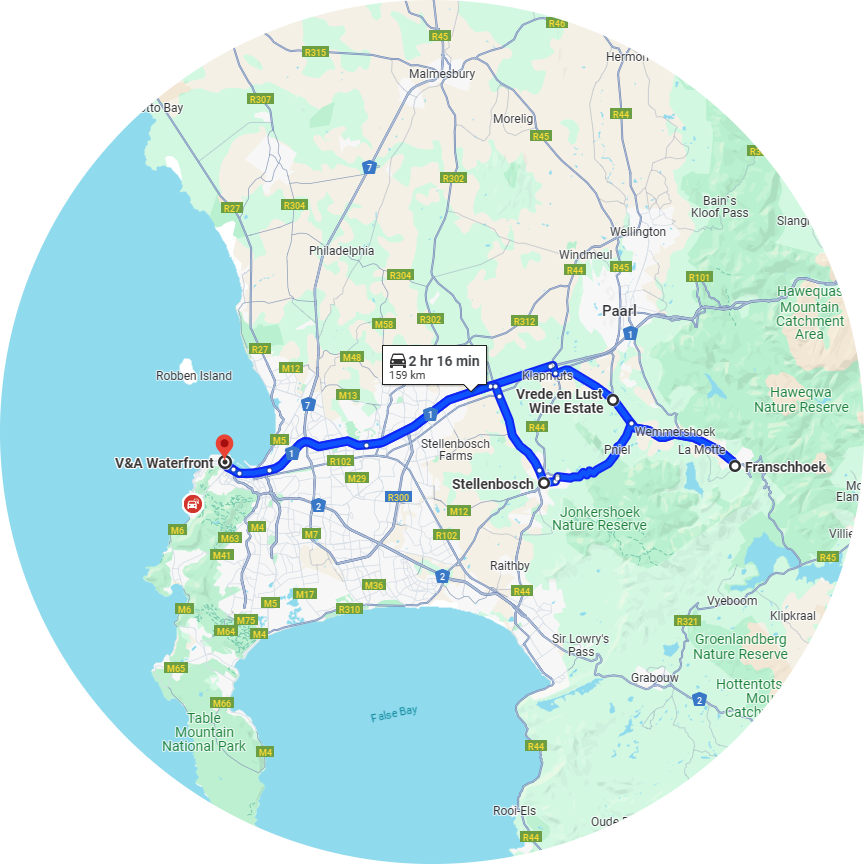 R46
R45
R315
Hermon
Malmesbury
R307
tto Bay
R44
Morelig
R45
7
R302
Bain's
Kloof Pass
R27
R304
Slang
Wellington
Philadelphia
Windmeul
R44
R45
R304
R101
Hawequas
Mountain
Catchment
Area
Paarl
M58
R302
R312
1
R27
M48
2 hr 16 min
159 km
M12
Robben Island
Klapmuts
M13
Hawequa
Nature Reserve
Vrede en Lust
Wine Estate
7
1
R44
Wemmershoek
M5
Stellenbosch
Farms
Pniel
La Motte
1
V&A Waterfront
R102
Franschhoek
M29
Stellenbosch
Mo
Elan
R300
2
M12
Jonkershoek
Nature Reserve
M6
M4
M63
M7
R102
Villie
M41
R45
Raithby
2
M36
R44
M17
M5
Vyeboom
M6
R310
Klipkraal
M75
R321
M64
M4
Sir Lowry's
Pass
Groenlandberg
Nature Reserve
M65
Grabouw
Hottentots
Mou
Catch
2
M66
False Bay
Table
Mountain
National Park
M4
R44
Rooi-Els
Oude
R44